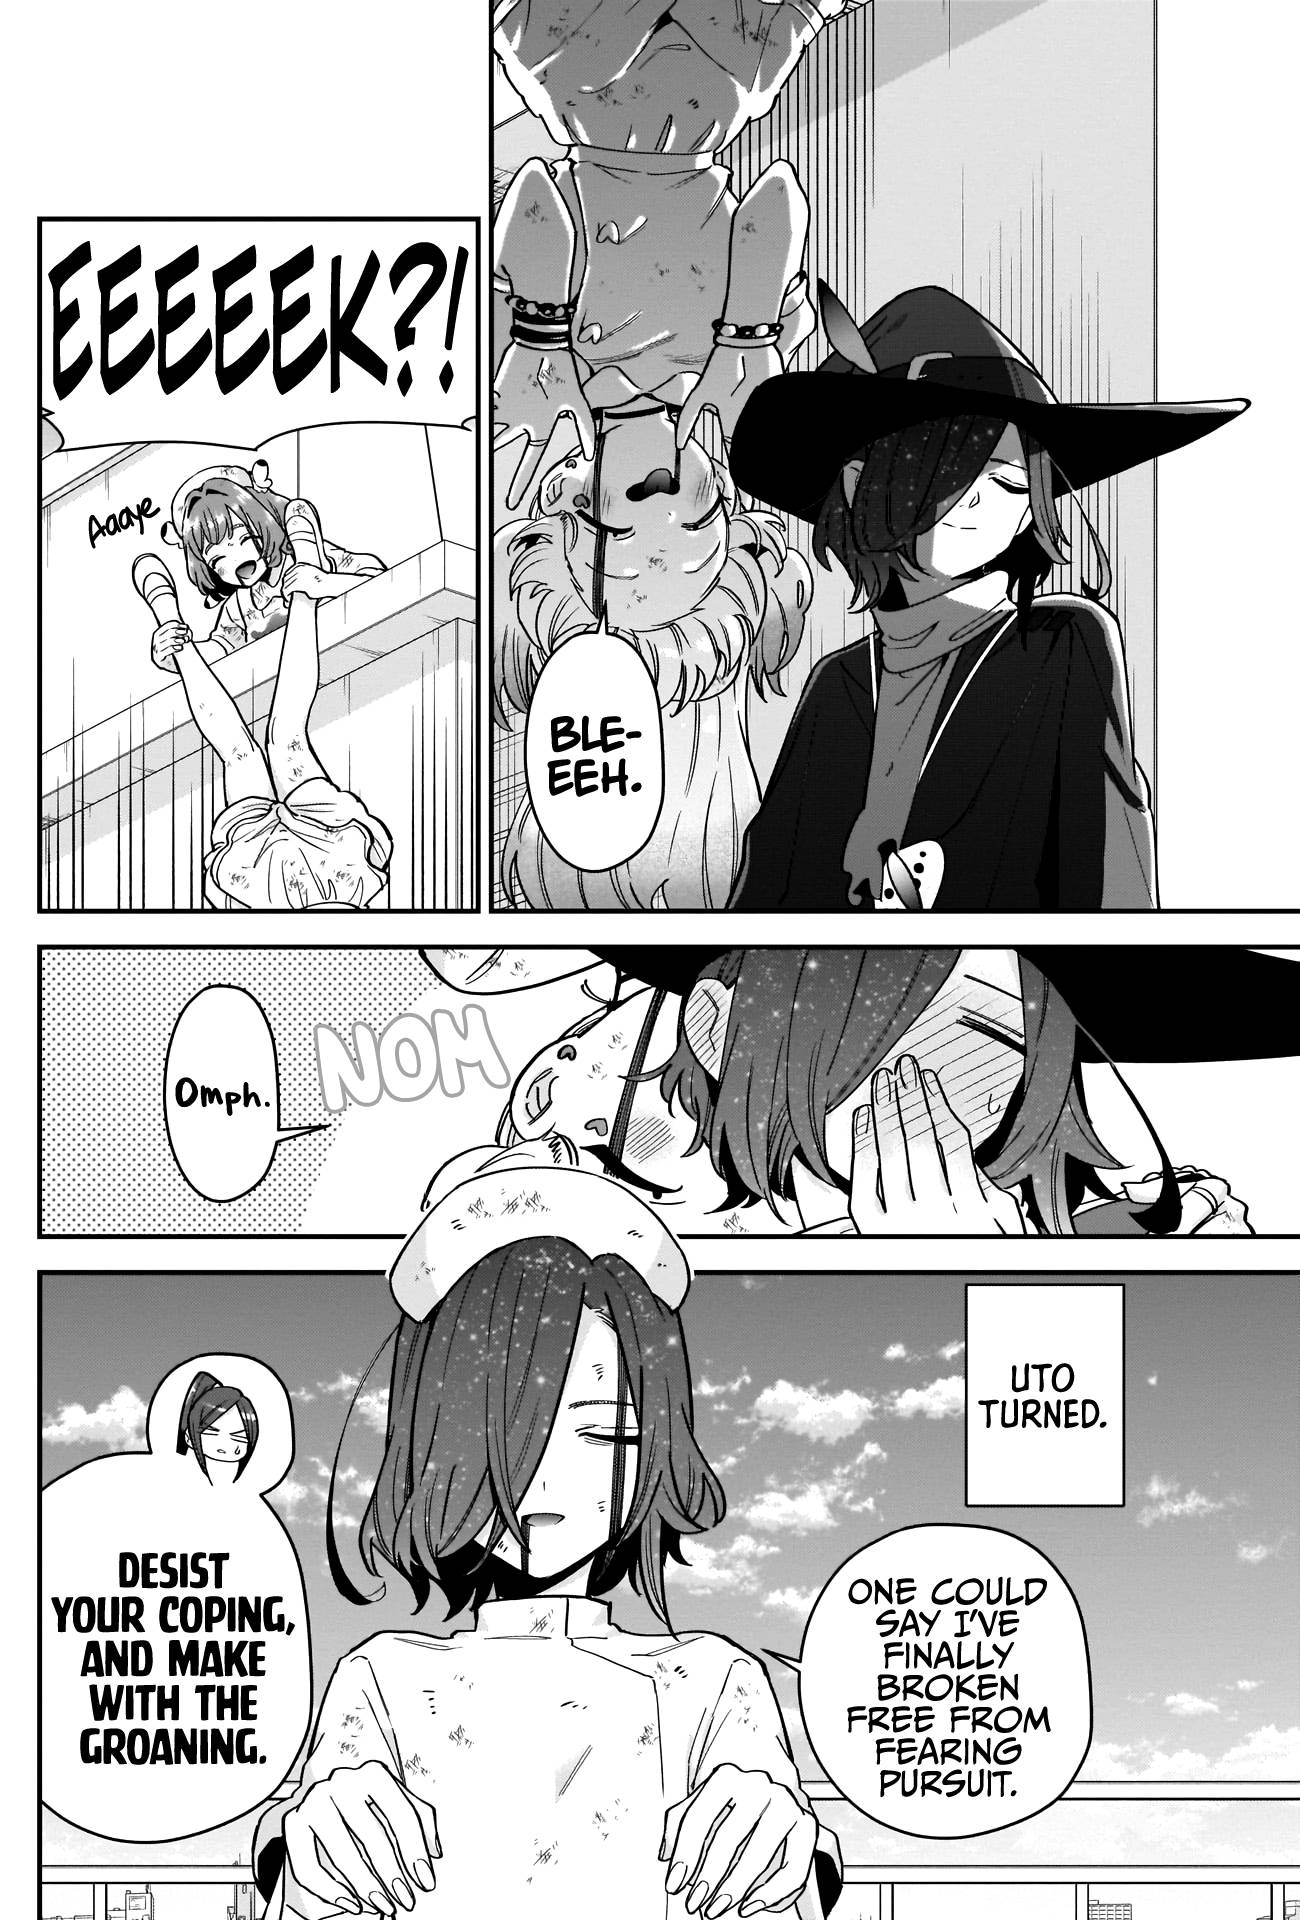 BLE-
EEH.
EEEEEEK?!
Aaaye
NOM
Omph.
UTO
TURNED.
ONE COULD
SAY I'VE
FINALLY
BROKEN
FREE FROM
FEARING
PURSUIT.
DESIST
YOUR COPING,
AND MAKE
WITH THE
GROANING.